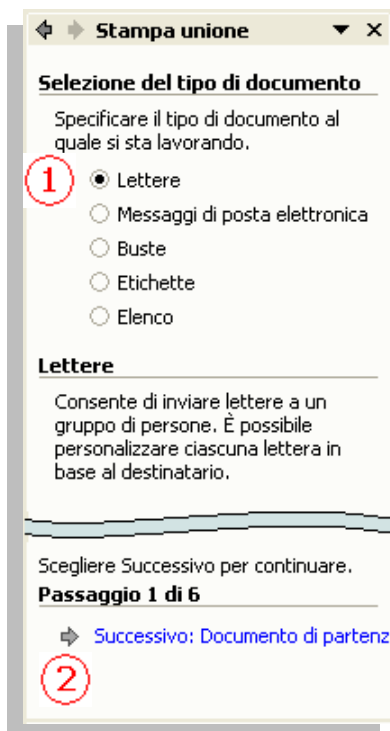 Stampa unione
Selezione del tipo di documento
Specificare il tipo di documento al
quale si sta lavorando.
1
Lettere
Messaggi di posta elettronica
Buste
Etichette
Elenco
Lettere
Consente di inviare lettere a un
gruppo di persone. È possibile
personalizzare ciascuna lettera in
base al destinatario.
Scegliere Successivo per continuare.
Passaggio 1 di 6
Successivo: Documento di partenz
2